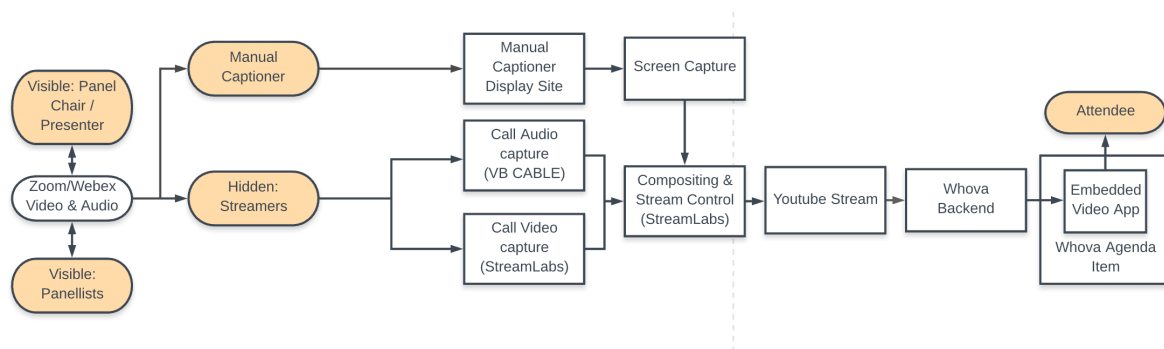 Visible: Panel
Chair /
Presenter
Zoom/Webex
Video & Audio
Visible:
Panellists
Manual
Captioner
Hidden:
Streamers
Manual
Captioner
Display Site
Call Audio
capture
(VB CABLE)
Call Video
capture
(StreamLabs)
Screen Capture
Compositing &
Stream Control
(StreamLabs)
Youtube Stream
Whova
Backend
Attendee
Embedded
Video App
Whova Agenda
Item